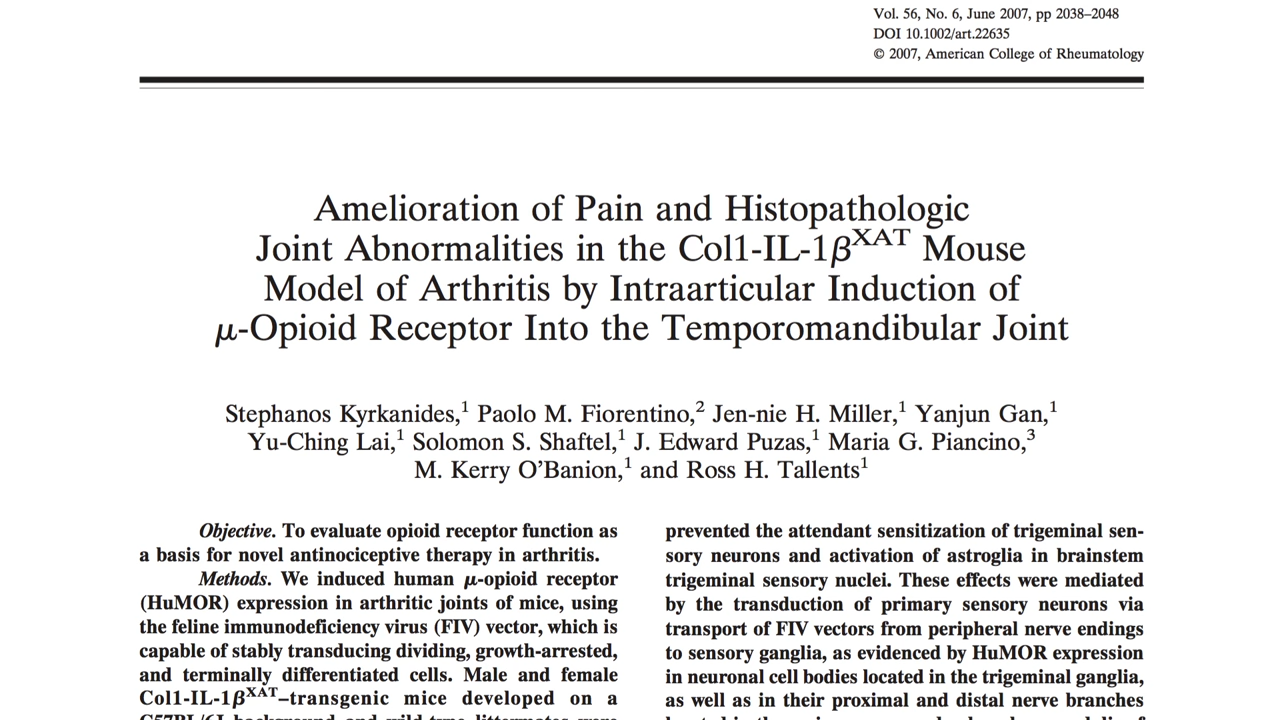 Vol. 56, No. 6, June 2007, pp 2038–2048
DOI 10.1002/art.22635
© 2007, American College of Rheumatology
Amelioration of Pain and Histopathologic
Joint Abnormalities in the Col1-IL-1β^XAT Mouse
Model of Arthritis by Intraarticular Induction of
μ-Opioid Receptor Into the Temporomandibular Joint
Stephanos Kyrkanides,¹ Paolo M. Fiorentino,² Jen-nie H. Miller,¹ Yanjun Gan,¹
Yu-Ching Lai,¹ Solomon S. Shaftel,¹ J. Edward Puzas,¹ Maria G. Piancino,³
M. Kerry O’Banion,¹ and Ross H. Tallents¹
Objective. To evaluate opioid receptor function as
a basis for novel antinociceptive therapy in arthritis.
Methods. We induced human μ-opioid receptor
(HuMOR) expression in arthritic joints of mice, using
the feline immunodeficiency virus (FIV) vector, which is
capable of stably transducing dividing, growth-arrested,
and terminally differentiated cells. Male and female
Col1-IL-1β^XAT–transgenic mice developed on a
prevented the attendant sensitization of trigeminal sen-
sory neurons and activation of astroglia in brainstem
trigeminal sensory nuclei. These effects were mediated
by the transduction of primary sensory neurons via
transport of FIV vectors from peripheral nerve endings
to sensory ganglia, as evidenced by HuMOR expression
in neuronal cell bodies located in the trigeminal ganglia,
as well as in their proximal and distal nerve branches